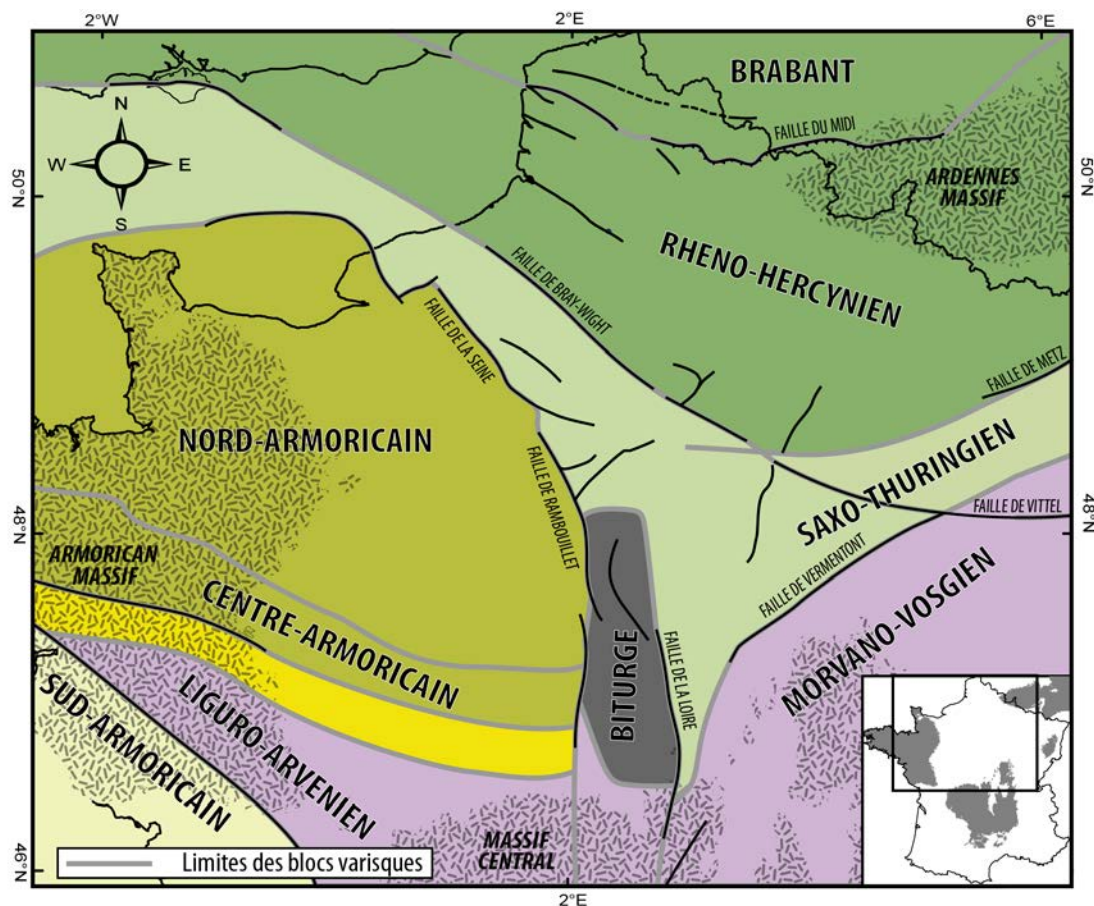 2°W
2°E
6°E
BRABANT
FAILLE DU MIDI
N
W
E
S
50°N
50°N
ARDENNES
MASSIF
RHENO-HERCYNIEN
FAILLE DE BRAY-WIGHT
FAILLE DE LA SEINE
FAILLE DE METZ
NORD-ARMORICAIN
SAXO-THURINGIEN
FAILLE DE RAMBOUILLET
FAILLE DE VITTEL
48°N
48°N
ARMORICAN
MASSIF
FAILLE DE VERMENTONT
CENTRE-ARMORICAIN
MORVANO-VOSGIEN
BITURGE
FAILLE DE LA LOIRE
LIGURO-ARVENIEN
SUD-ARMORICAIN
MASSIF
CENTRAL
46°N
Limites des blocs varisques
2°E